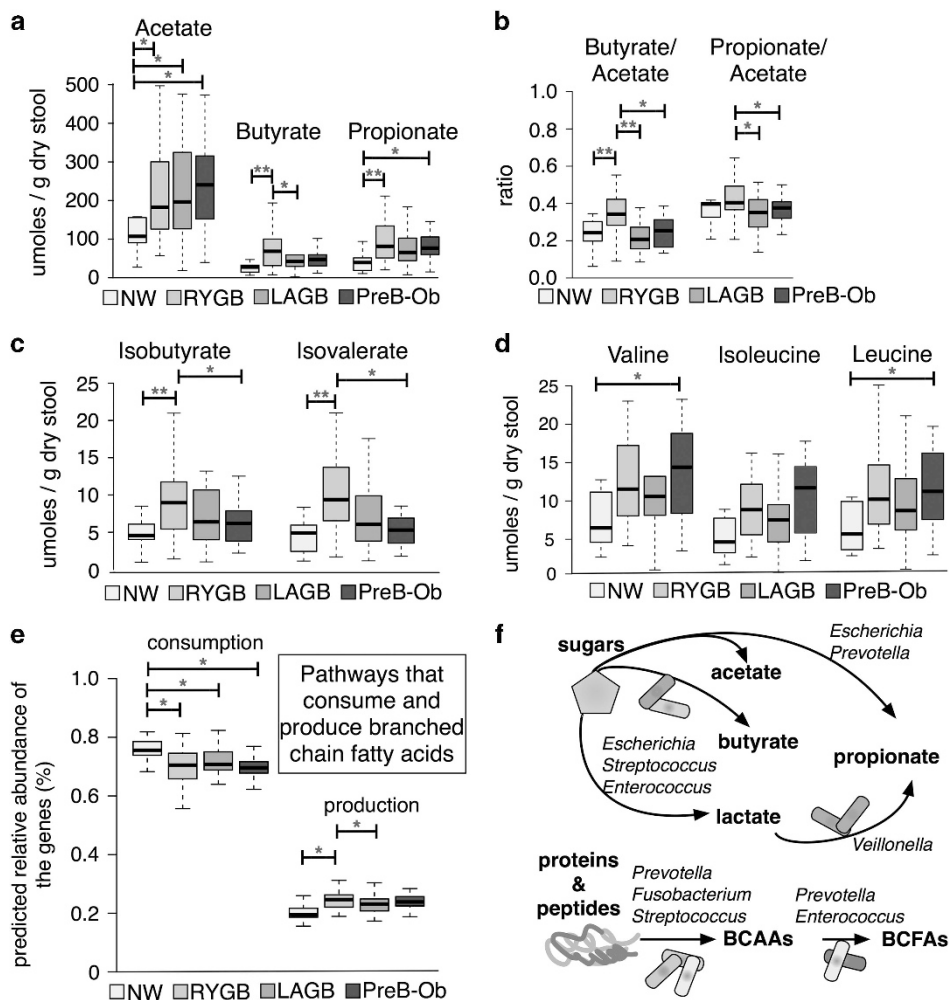 a
Acetate
*
*
*
500
400
300
200
100
0
umoles / g dry stool
Butyrate
**
*
Propionate
*
**
NW RYGB LAGB PreB-Ob
b
Butyrate/
Acetate
Propionate/
Acetate
1.0
0.8
0.6
0.4
0.2
0.0
ratio
*
**
**
*
*
NW RYGB LAGB PreB-Ob
c
Isobutyrate
Isovalerate
25
20
15
10
5
0
umoles / g dry stool
*
**
*
**
NW RYGB LAGB PreB-Ob
d
Valine
Isoleucine
Leucine
25
20
15
10
5
0
umoles / g dry stool
*
*
NW RYGB LAGB PreB-Ob
e
consumption
*
*
*
1.0
0.8
0.6
0.4
0.2
0.0
predicted relative abundance of
the genes (%)
Pathways that
consume and
produce branched
chain fatty acids
production
*
*
NW RYGB LAGB PreB-Ob
f
sugars
Escherichia
Prevotella
acetate
butyrate
propionate
Escherichia
Streptococcus
Enterococcus
lactate
Veillonella
proteins
&
peptides
Prevotella
Fusobacterium
Streptococcus
BCAAs
Prevotella
Enterococcus
BCFAs